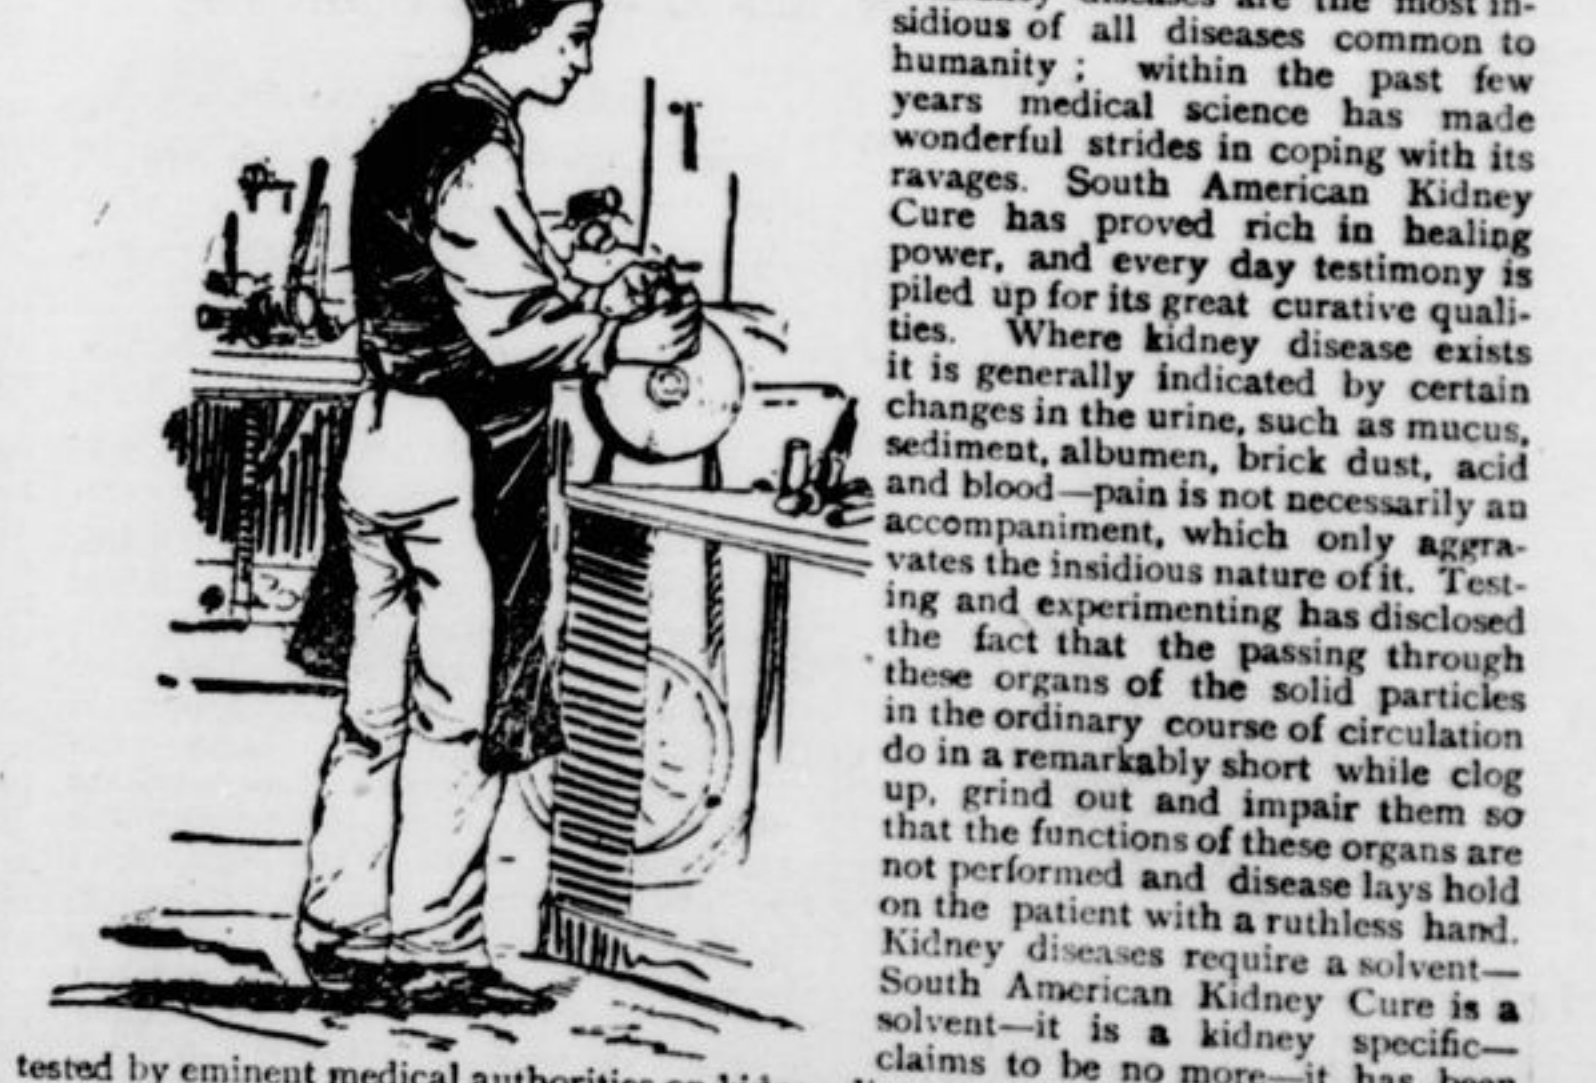 diseases are the most in-
sidious of all diseases common to
humanity ; within the past few
years medical science has made
wonderful strides in coping with its
ravages. South American Kidney
Cure has proved rich in healing
power, and every day testimony is
piled up for its great curative quali-
ties. Where kidney disease exists
it is generally indicated by certain
changes in the urine, such as mucus,
sediment, albumen, brick dust, acid
and blood—pain is not necessarily an
accompaniment, which only aggra-
vates the insidious nature of it. Test-
ing and experimenting has disclosed
the fact that the passing through
these organs of the solid particles
in the ordinary course of circulation
do in a remarkably short while clog
up, grind out and impair them so
that the functions of these organs are
not performed and disease lays hold
on the patient with a ruthless hand.
Kidney diseases require a solvent—
South American Kidney Cure is a
solvent—it is a kidney specific—
claims to be no more—it has been
tested by eminent medical authorities on